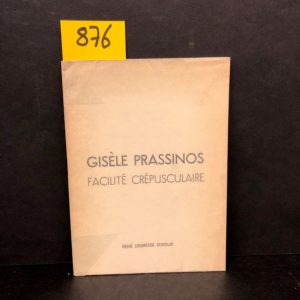 876
GISÈLE PRASSINOS
FACILITÉ CRÉPUSCULAIRE
RENÉ DEBRESSE ÉDITEUR